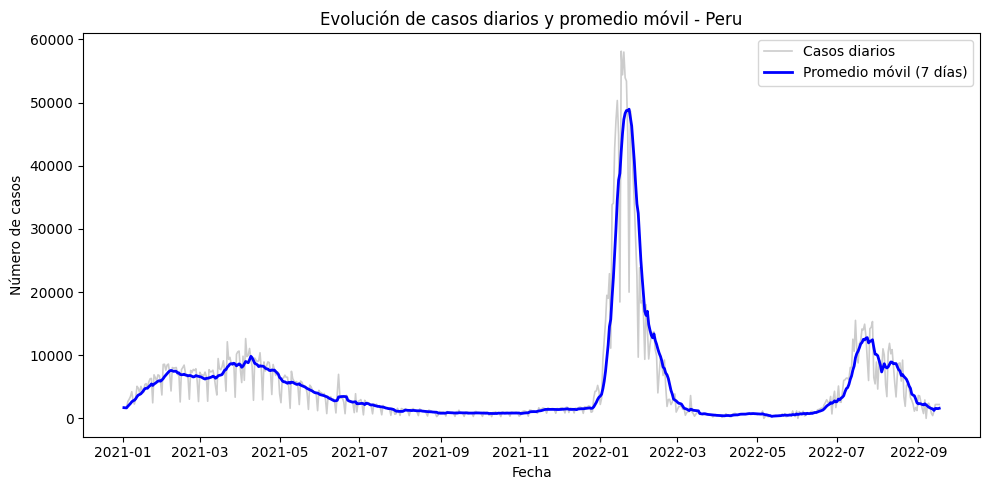 Evolución de casos diarios y promedio móvil - Peru
Casos diarios
Promedio móvil (7 días)
Número de casos
60000
50000
40000
30000
20000
10000
0
2021-01 2021-03 2021-05 2021-07 2021-09 2021-11 2022-01 2022-03 2022-05 2022-07 2022-09
Fecha